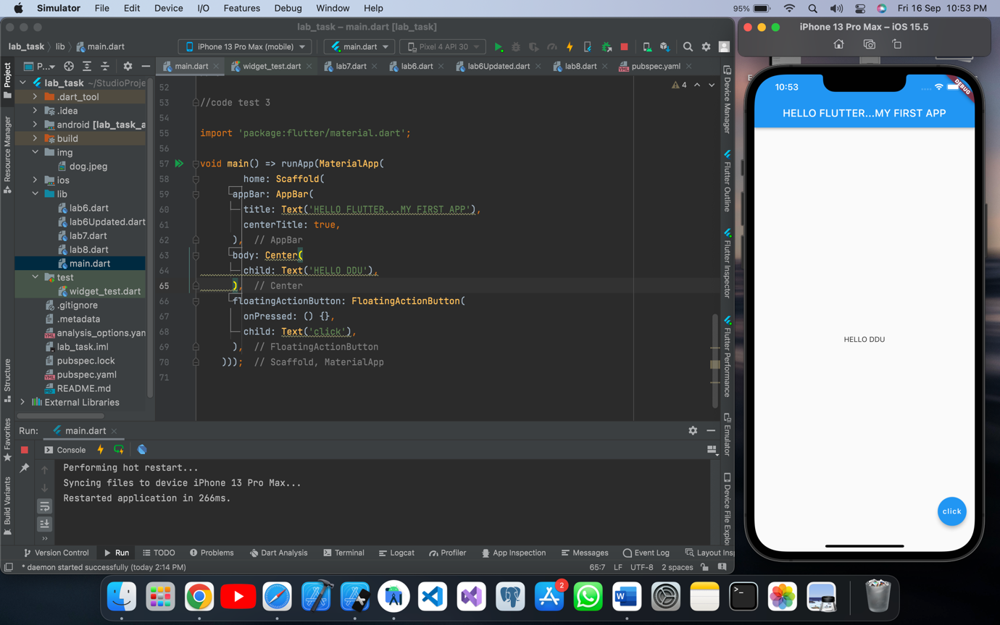 Simulator File Edit Device I/O Features Debug Window Help 95% Fri 16 Sep 10:53 PM
lab_task – main.dart [lab_task]
iPhone 13 Pro Max – iOS 15.5
lab_task lib main.dart iPhone 13 Pro Max (mobile) main.dart Pixel 4 API 30
Project
P...
main.dart widget_test.dart lab7.dart lab6.dart lab6Updated.dart lab8.dart pubspec.yaml
lab_task ~/StudioProje
.dart_tool
.idea
android [lab_task_a
build
img
dog.jpeg
ios
lib
lab6.dart
lab6Updated.dart
lab7.dart
lab8.dart
main.dart
test
widget_test.dart
.gitignore
.metadata
analysis_options.yam
lab_task.iml
pubspec.lock
pubspec.yaml
README.md
External Libraries
Resource Manager
Structure
Favorites
Build Variants
4
52
53 //code test 3
54
55 import 'package:flutter/material.dart';
56
57 void main() => runApp(MaterialApp(
58 home: Scaffold(
59 appBar: AppBar(
60 title: Text('HELLO FLUTTER...MY FIRST APP'),
61 centerTitle: true,
62 ), // AppBar
63 body: Center(
64 child: Text('HELLO DDU'),
65 ), // Center
66 floatingActionButton: FloatingActionButton(
67 onPressed: () {},
68 child: Text('click'),
69 ), // FloatingActionButton
70 ))); // Scaffold, MaterialApp
71
Device Manager
Flutter Outline
Flutter Inspector
Flutter Performance
Emulator
Device File Explo
Run: main.dart
Console
Performing hot restart...
Syncing files to device iPhone 13 Pro Max...
Restarted application in 266ms.
Version Control Run TODO Problems Dart Analysis Terminal Logcat Profiler App Inspection Messages Event Log Layout Insp
* daemon started successfully (today 2:14 PM) 65:7 LF UTF-8 2 spaces
10:53
DEBUG
HELLO FLUTTER...MY FIRST APP
HELLO DDU
click
2